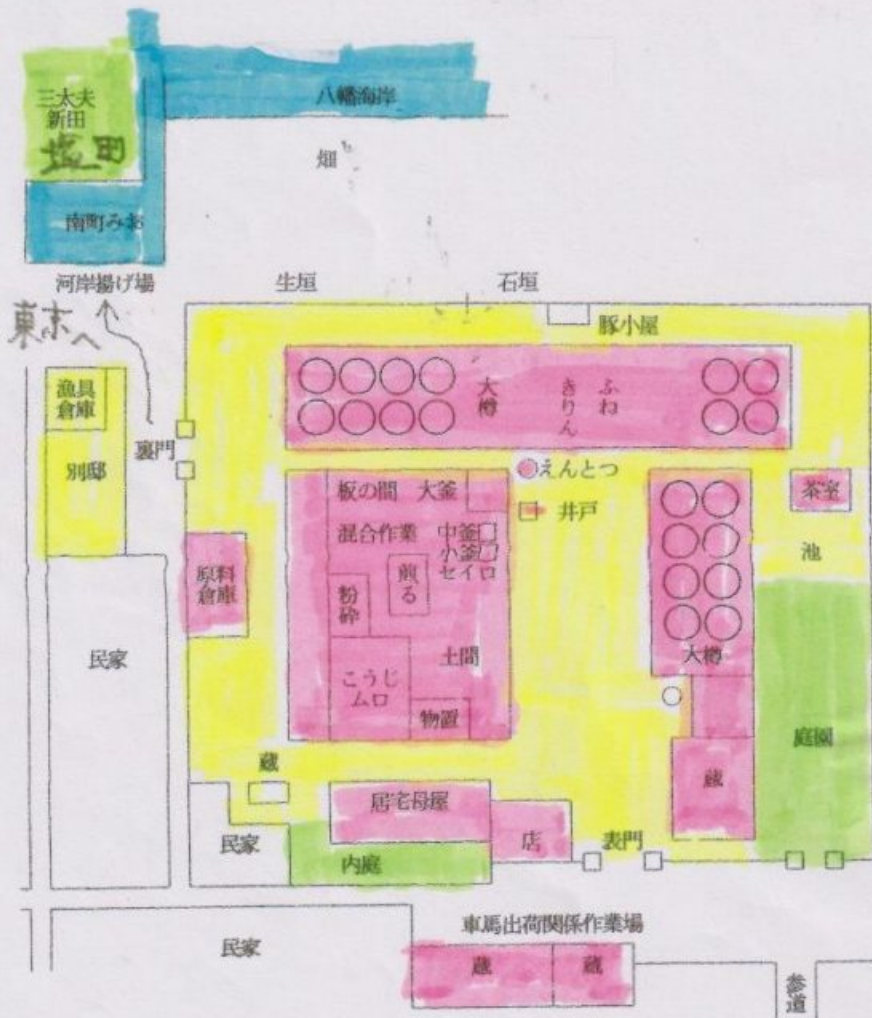 三太夫
新田
塩田
八幡海岸
畑
南町みお
河岸揚げ場
生垣
石垣
東京へ
豚小屋
漁具
倉庫
別邸
裏門
大樽
きりん
ふね
えんとつ
板の間
大釜
井戸
茶室
混合作業
中釜
小釜
セイロ
煎る
粉砕
原料
倉庫
池
民家
土間
大樽
こうじ
ムロ
物置
庭園
蔵
蔵
居宅母屋
店
表門
民家
内庭
車馬出荷関係作業場
民家
蔵
蔵
参道